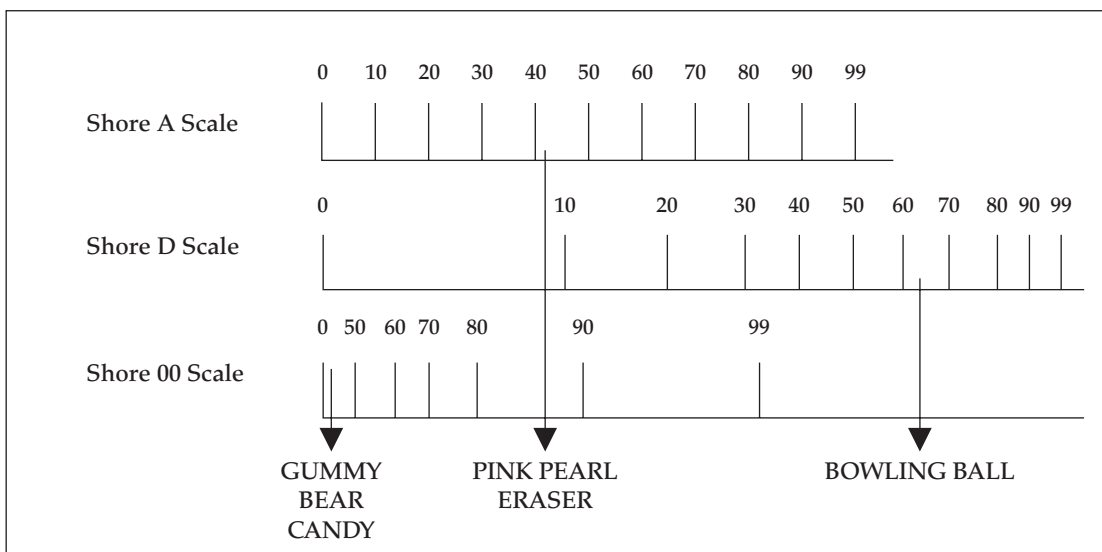 0 10 20 30 40 50 60 70 80 90 99
Shore A Scale
0 10 20 30 40 50 60 70 80 90 99
Shore D Scale
0 50 60 70 80 90 99
Shore 00 Scale
GUMMY BEAR CANDY
PINK PEARL ERASER
BOWLING BALL